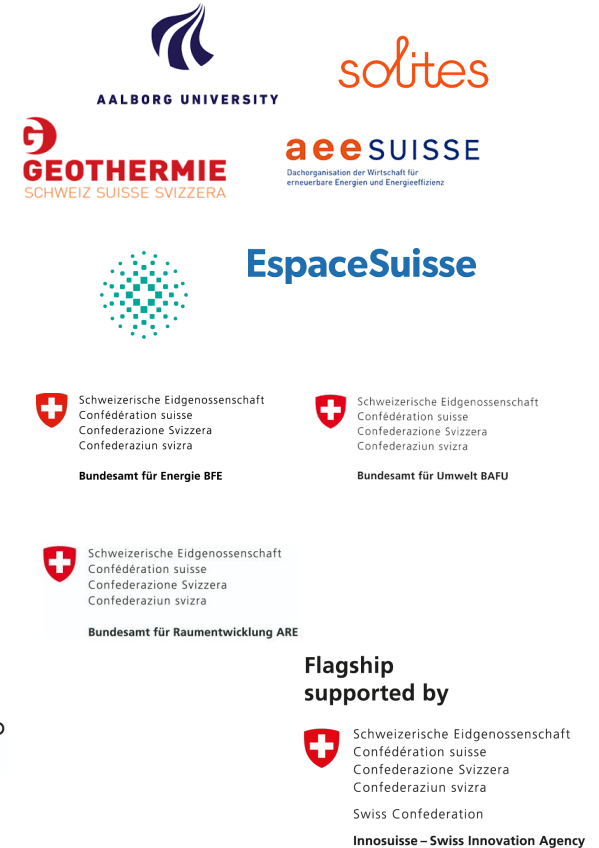 AALBORG UNIVERSITY
solites
GEOTHERMIE
SCHWEIZ SUISSE SVIZZERA
aee SUISSE
Dachorganisation der Wirtschaft für
erneuerbare Energien und Energieeffizienz
EspaceSuisse
Schweizerische Eidgenossenschaft
Confédération suisse
Confederazione Svizzera
Confederaziun svizra
Bundesamt für Energie BFE
Schweizerische Eidgenossenschaft
Confédération suisse
Confederazione Svizzera
Confederaziun svizra
Bundesamt für Umwelt BAFU
Schweizerische Eidgenossenschaft
Confédération suisse
Confederazione Svizzera
Confederaziun svizra
Bundesamt für Raumentwicklung ARE
Flagship
supported by
Schweizerische Eidgenossenschaft
Confédération suisse
Confederazione Svizzera
Confederaziun svizra
Swiss Confederation
Innosuisse – Swiss Innovation Agency